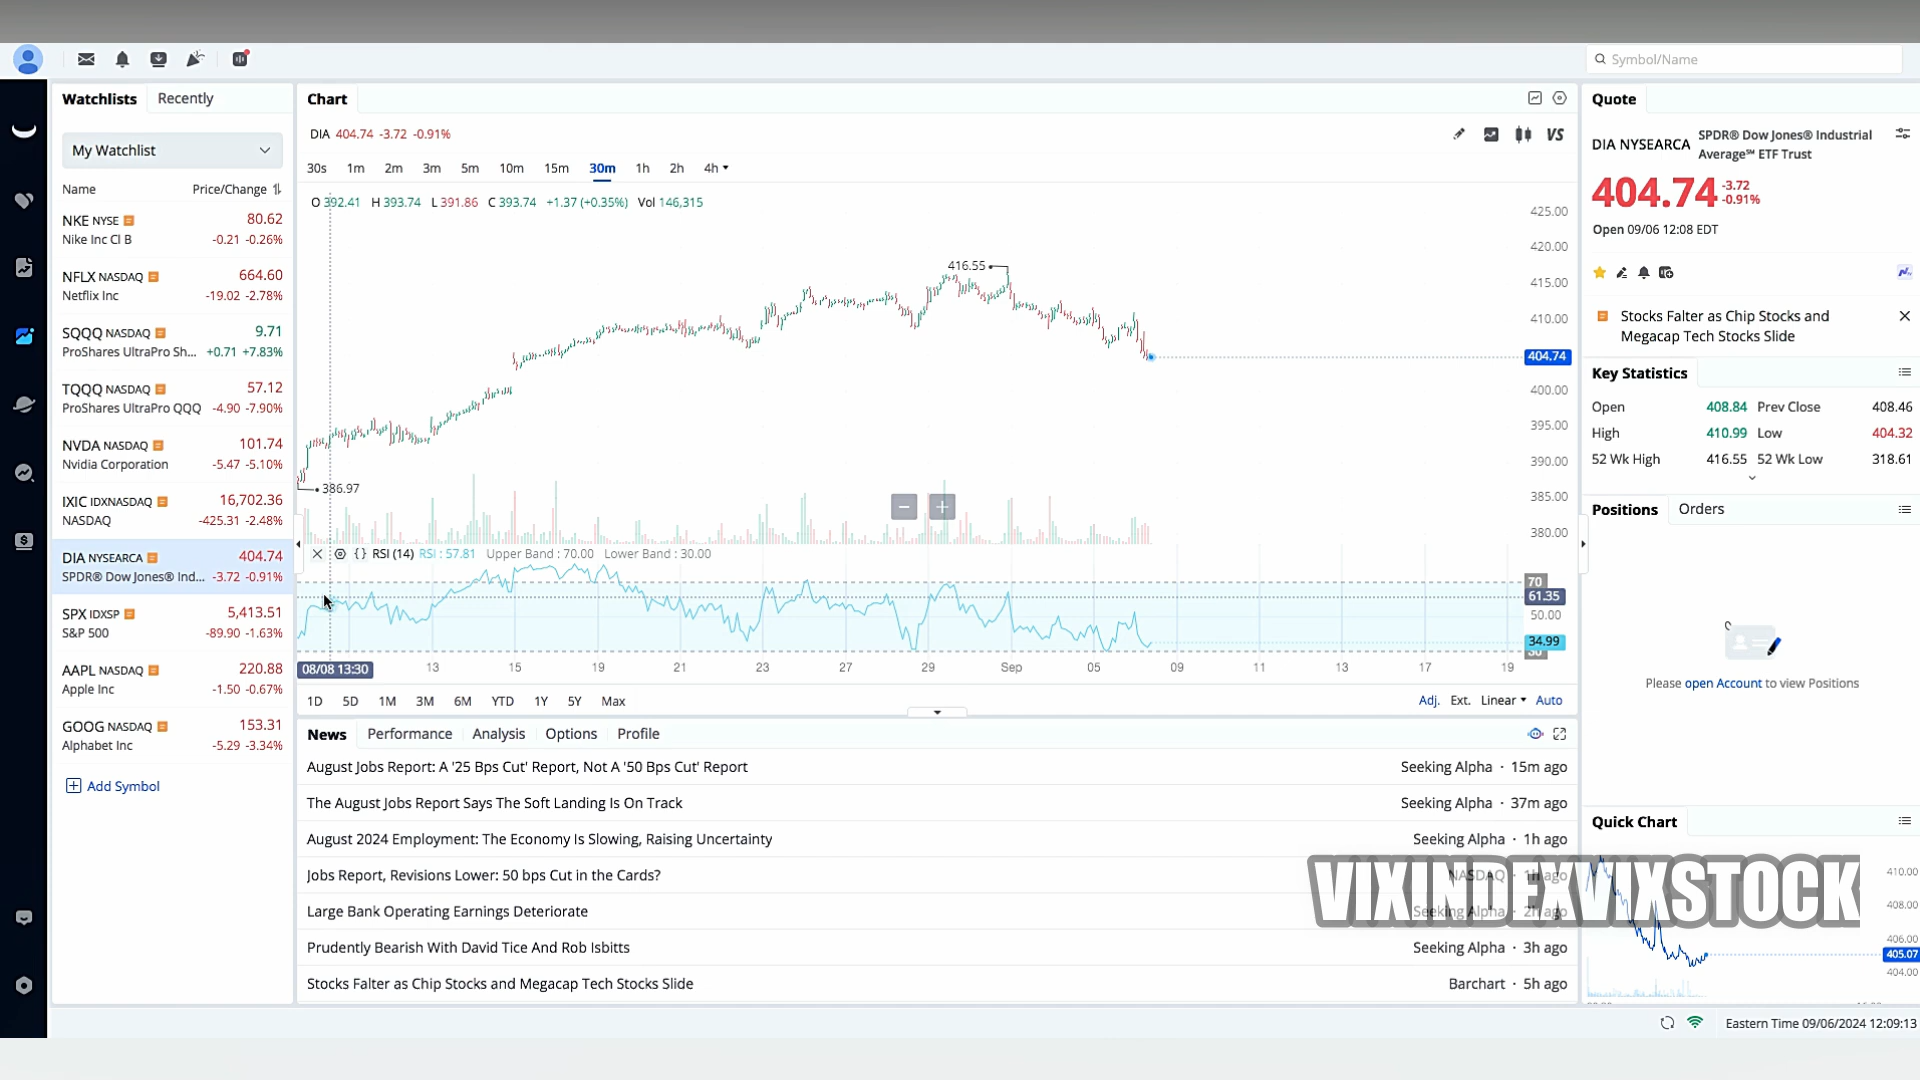 Symbol/Name
Watchlists Recently
My Watchlist
Name Price/Change
NKE NYSE 80.62
Nike Inc Cl B -0.21 -0.26%
NFLX NASDAQ 664.60
Netflix Inc -19.02 -2.78%
SQQQ NASDAQ 9.71
ProShares UltraPro Sh... +0.71 +7.83%
TQQQ NASDAQ 57.12
ProShares UltraPro QQQ -4.90 -7.90%
NVDA NASDAQ 101.74
Nvidia Corporation -5.47 -5.10%
IXIC IDXNASDAQ 16,702.36
NASDAQ -425.31 -2.48%
DIA NYSEARCA 404.74
SPDR® Dow Jones® Ind... -3.72 -0.91%
SPX IDXSP 5,413.51
S&P 500 -89.90 -1.63%
AAPL NASDAQ 220.88
Apple Inc -1.50 -0.67%
GOOG NASDAQ 153.31
Alphabet Inc -5.29 -3.34%
Add Symbol
Chart
DIA 404.74 -3.72 -0.91%
VS
30s 1m 2m 3m 5m 10m 15m 30m 1h 2h 4h
O 392.41 H 393.74 L 391.86 C 393.74 +1.37 (+0.35%) Vol 146,315
425.00
420.00
416.55
415.00
410.00
404.74
400.00
395.00
390.00
386.97
385.00
380.00
RSI (14) RSI : 57.81 Upper Band : 70.00 Lower Band : 30.00
70
61.35
50.00
34.99
30
08/08 13:30 13 15 19 21 23 27 29 Sep 05 09 11 13 17 19
1D 5D 1M 3M 6M YTD 1Y 5Y Max Adj. Ext. Linear Auto
News Performance Analysis Options Profile
August Jobs Report: A '25 Bps Cut' Report, Not A '50 Bps Cut' Report Seeking Alpha · 15m ago
The August Jobs Report Says The Soft Landing Is On Track Seeking Alpha · 37m ago
August 2024 Employment: The Economy Is Slowing, Raising Uncertainty Seeking Alpha · 1h ago
Jobs Report, Revisions Lower: 50 bps Cut in the Cards? NASDAQ · 1h ago
Large Bank Operating Earnings Deteriorate Seeking Alpha · 2h ago
Prudently Bearish With David Tice And Rob Isbitts Seeking Alpha · 3h ago
Stocks Falter as Chip Stocks and Megacap Tech Stocks Slide Barchart · 5h ago
Quote
DIA NYSEARCA SPDR® Dow Jones® Industrial
Average℠ ETF Trust
404.74 -3.72
-0.91%
Open 09/06 12:08 EDT
Stocks Falter as Chip Stocks and
Megacap Tech Stocks Slide
Key Statistics
Open 408.84 Prev Close 408.46
High 410.99 Low 404.32
52 Wk High 416.55 52 Wk Low 318.61
Positions Orders
Please open Account to view Positions
Quick Chart
410.00
408.00
406.00
405.07
404.00
VIXINDEXVIXSTOCK
Eastern Time 09/06/2024 12:09:13